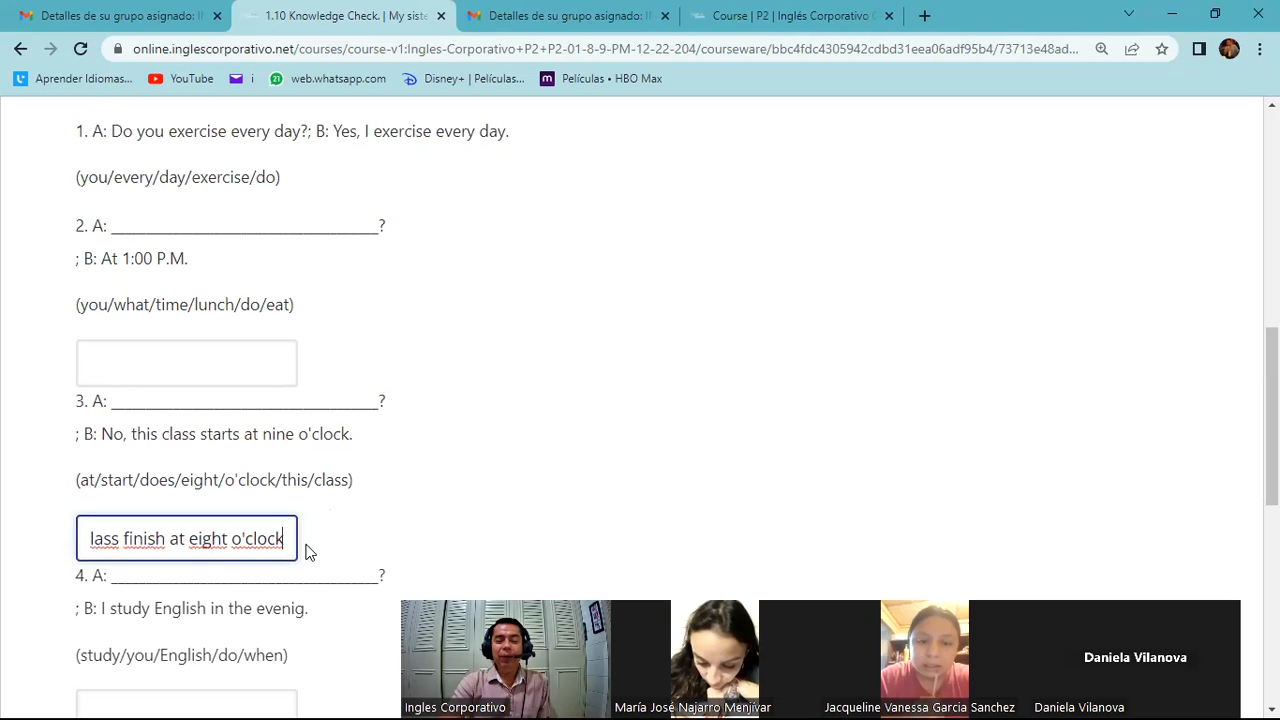 Detalles de su grupo asignado: I
1.10 Knowledge Check. | My siste
Detalles de su grupo asignado: I
Course | P2 | Inglés Corporativo
online.inglescorporativo.net/courses/course-v1:Ingles-Corporativo+P2+P2-01-8-9-PM-12-22-204/courseware/bbc4fdc4305942cdbd31eea06adf95b4/73713e48ad...
Aprender Idiomas...
YouTube
i
web.whatsapp.com
Disney+ | Películas,...
Películas • HBO Max
1. A: Do you exercise every day?; B: Yes, I exercise every day.
(you/every/day/exercise/do)
2. A: ________________________________?
; B: At 1:00 P.M.
(you/what/time/lunch/do/eat)
3. A: ________________________________?
; B: No, this class starts at nine o'clock.
(at/start/does/eight/o'clock/this/class)
lass finish at eight o'clock
4. A: ________________________________?
; B: I study English in the evenig.
(study/you/English/do/when)
Daniela Vilanova
Ingles Corporativo
María José Najarro Menjivar
Jacqueline Vanessa Garcia Sanchez
Daniela Vilanova